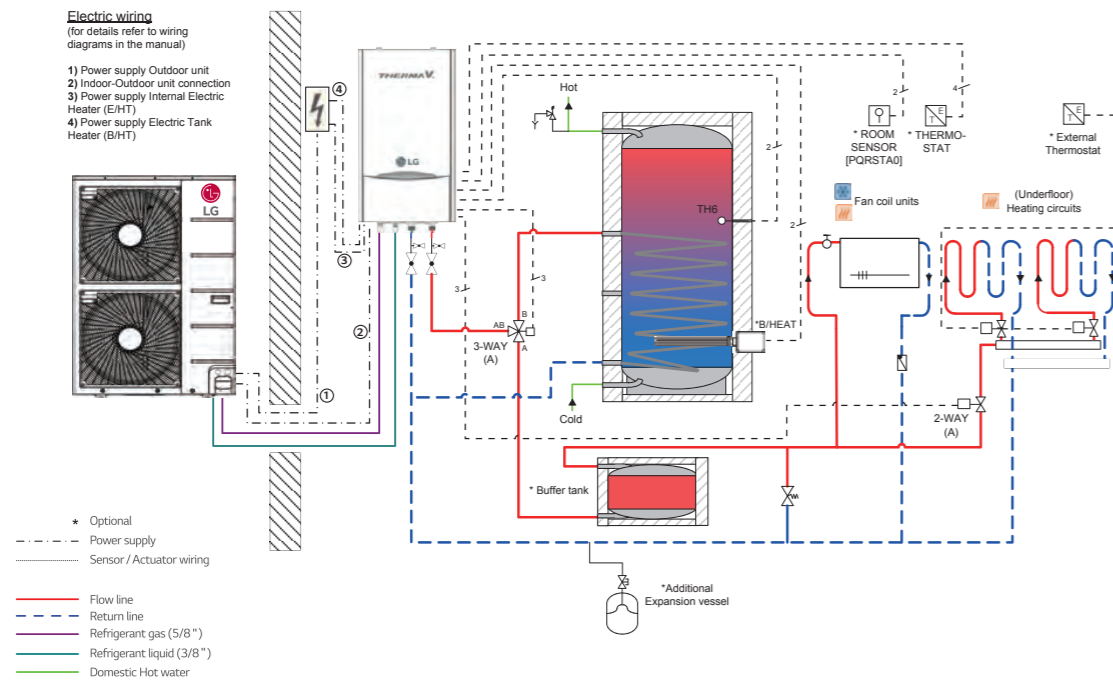 Electric wiring
(for details refer to wiring
diagrams in the manual)
1) Power supply Outdoor unit
2) Indoor-Outdoor unit connection
3) Power supply Internal Electric
Heater (E/HT)
4) Power supply Electric Tank
Heater (B/HT)
LG
THERMA V.
LG
4
3
2
1
Hot
TH6
*B/HEAT
Cold
2
2
2
4
3
3
AB
B
A
3-WAY
(A)
* ROOM
SENSOR
[PQRSTA0]
E
T
* THERMO-
STAT
E
T
* External
Thermostat
Fan coil units
(Underfloor)
Heating circuits
2-WAY
(A)
* Buffer tank
*Additional
Expansion vessel
* Optional
Power supply
Sensor / Actuator wiring
Flow line
Return line
Refrigerant gas (5/8")
Refrigerant liquid (3/8")
Domestic Hot water